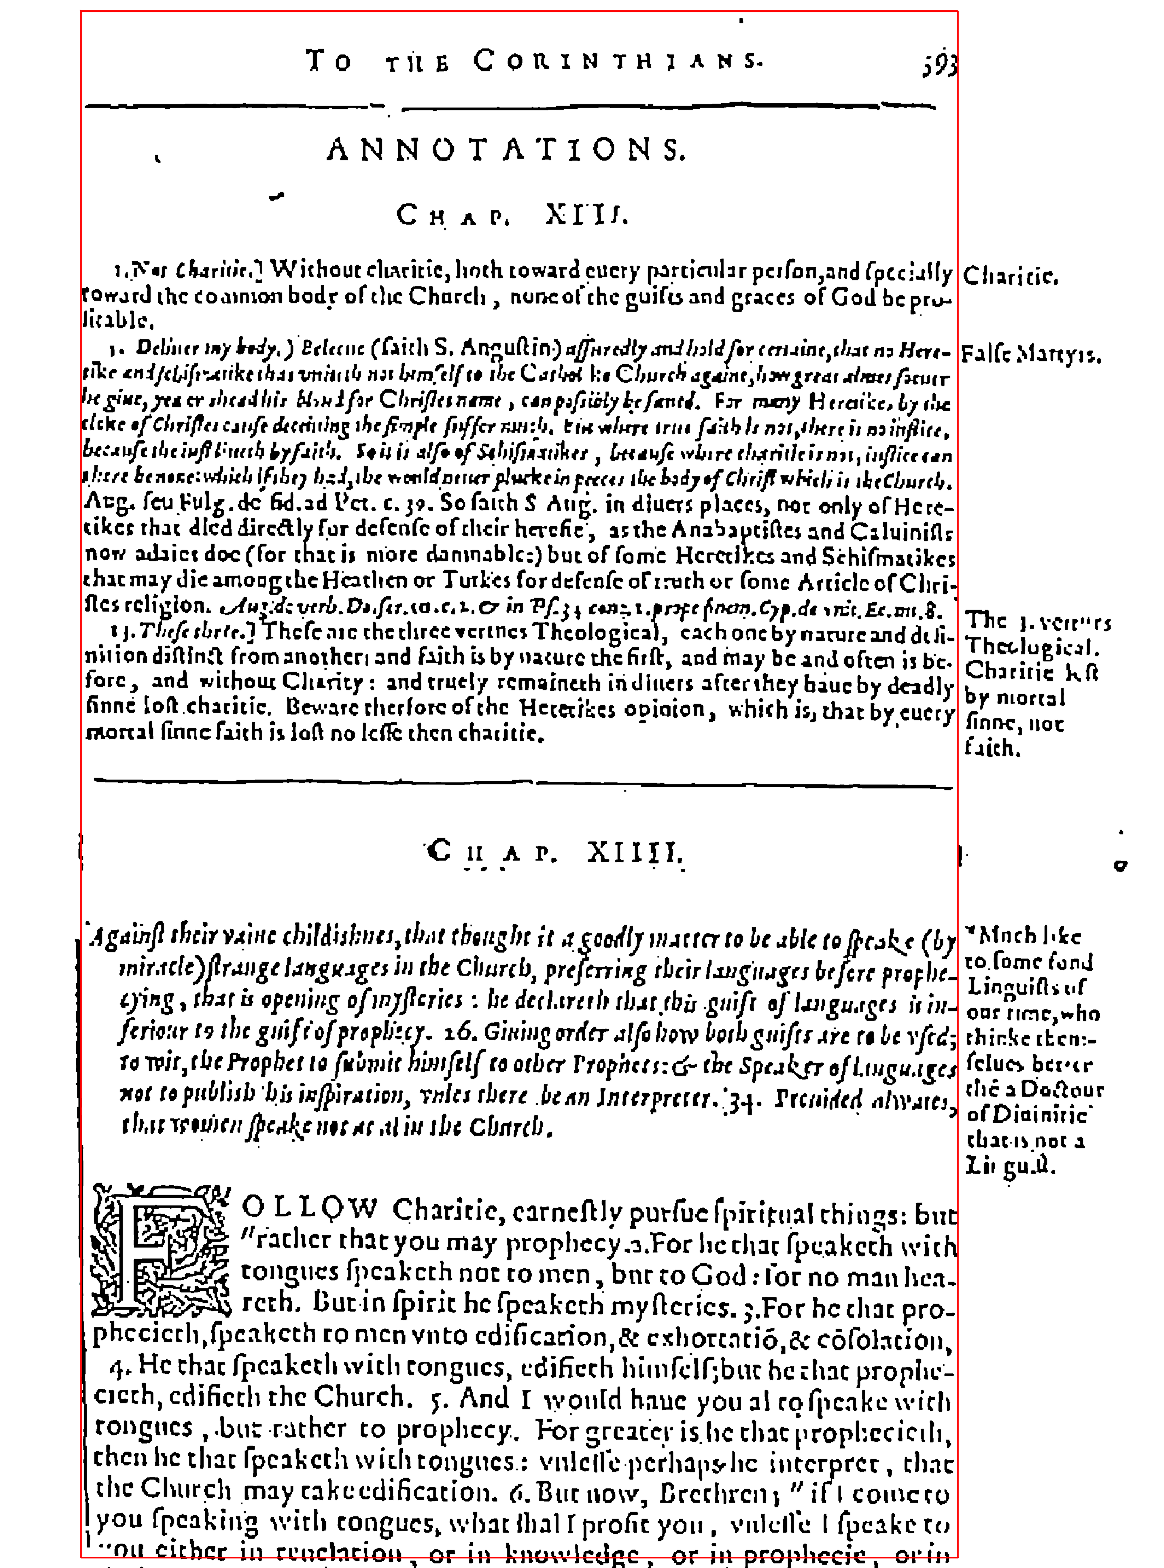 TO THE CORINTHIANS. 593
ANNOTATIONS.
CHAP. XIII.
1. Not Charitie.] Without charitie, both toward euery particular perſon, and ſpecially
toward the common body of the Church, none of the guifts and graces of God be pro-
fitable.
Charitie.
3. Deliuer my body.) Beleeue (ſaith S. Auguſtin) aſſuredly and hold for certaine, that no Here-
tike and ſchiſmatike that vniteth not himſelf to the Catholike Church againe, how great almes ſoeuer
he giue, yea or shead his bloud for Chriſtes name, can poſsibly be ſaued. For many Heretikes by the
cloke of Chriſtes cauſe deceiuing the ſimple ſuffer much. But where true faith is not, there is no iuſtice,
becauſe the iuſt liueth by faith. So it is alſo of Schiſmatikes, becauſe where charitie is not, iuſtice can
there be none: which if they had, the would neuer plucke in peeces the body of Chriſt which is the Church.
Aug. ſeu Fulg. de fid. ad Pet. c. 39. So ſaith S Aug. in diuers places, not only of Here-
tikes that died directly for defenſe of their hereſie, as the Anabaptiſtes and Caluiniſts
now adaies doe (for that is more damnable:) but of ſome Heretikes and Schiſmatikes
that may die among the Heathen or Turkes for defenſe of truth or ſome Article of Chri-
ſtes religion. Aug. de verb. Do. ſer. 50. c. 2. & in Pſ. 34 conc. 2. prope finem. Cyp. de vnit. Ec. nu. 8.
Falſe Martyrs.
13. Theſe three.] Theſe are the three vertues Theological, each one by nature and defi-
nition diſtinct from another; and faith is by nature the firſt, and may be and often is be-
fore, and without Charity: and truely remaineth in diuers after they haue by deadly
ſinne loſt charitie. Beware therfore of the Heretikes opinion, which is, that by euery
mortal ſinne faith is loſt no leſſe then charitie.
The 3. vertues
Theological.
Charitie loſt
by mortal
ſinne, not
faith.
CHAP. XIIII.
Againſt their vaine childishnes, that thought it a goodly matter to be able to ſpeake (by
miracle) ſtrange languages in the Church, preferring their languages before prophe-
cying, that is opening of myſteries: he declareth that this guift of languages is in-
feriour to the guift of prophecy. 26. Giuing order alſo how both guifts are to be vſed;
to wit, the Prophet to ſubmit himſelf to other Prophets: & the Speaker of Languages
not to publish his inſpiration, vnles there be an Interpreter. 34. Prouided alwaies,
that women ſpeake not at al in the Church.
*Much like
to ſome fond
Linguiſts of
our time, who
thinke them-
ſelues better
thē a Doctour
of Diuinitie
that is not a
Linguiſt.
FOLLOW Charitie, earneſtly purſue ſpiritual things: but
"rather that you may prophecy. 2. For he that ſpeaketh with
tongues ſpeaketh not to men, but to God: for no man hea-
reth. But in ſpirit he ſpeaketh myſteries. 3. For he that pro-
phecieth, ſpeaketh to men vnto edification, & exhortatiō, & cōſolation,
4. He that ſpeaketh with tongues, edifieth himſelf; but he that prophe-
cieth, edifieth the Church. 5. And I would haue you al to ſpeake with
tongues, but rather to prophecy. For greater is he that prophecieth,
then he that ſpeaketh with tongues: vnleſſe perhaps he interpret, that
the Church may take edification. 6. But now, Brethren, "if I come to
you ſpeaking with tongues, what ſhal I profit you, vnleſſe I ſpeake to
you either in reuelation, or in knowledge, or in prophecie, or in